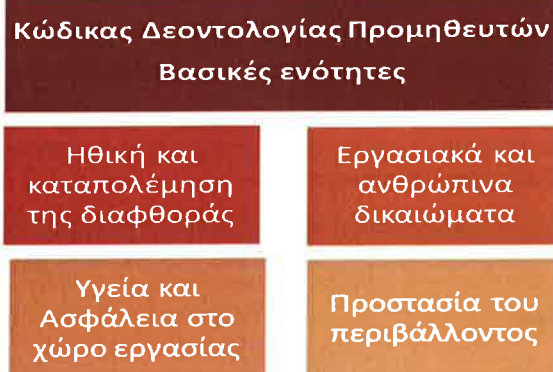 Κώδικας Δεοντολογίας Προμηθευτών
Βασικές ενότητες
Ηθική και
καταπολέμηση
της διαφθοράς
Εργασιακά και
ανθρώπινα
δικαιώματα
Υγεία και
Ασφάλεια στο
χώρο εργασίας
Προστασία του
περιβάλλοντος